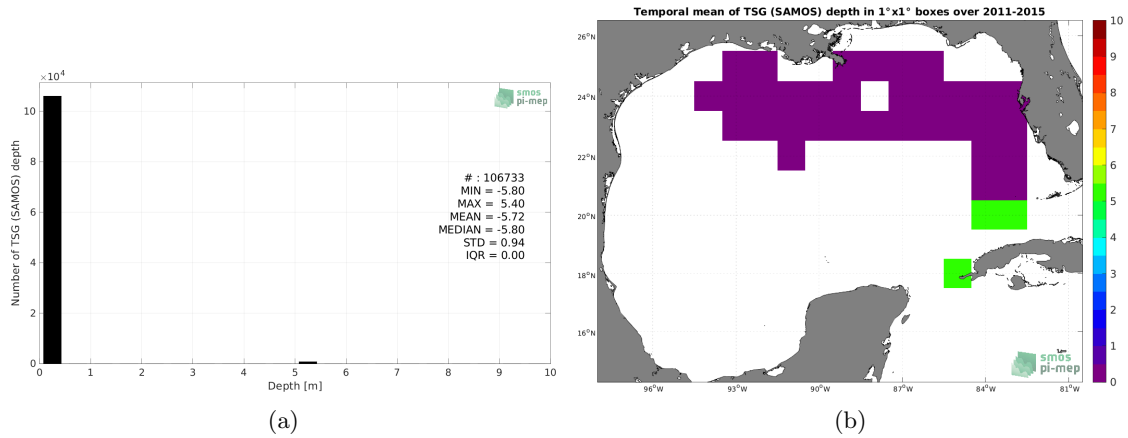 ×10⁴
10
8
6
4
2
0
Number of TSG (SAMOS) depth
smos
pi-mep
# : 106733
MIN = -5.80
MAX = 5.40
MEAN = -5.72
MEDIAN = -5.80
STD = 0.94
IQR = 0.00
0 1 2 3 4 5 6 7 8 9 10
Depth [m]
(a)
Temporal mean of TSG (SAMOS) depth in 1°x1° boxes over 2011-2015
26°N
24°N
22°N
20°N
18°N
16°N
96°W 93°W 90°W 87°W 84°W 81°W
smos
pi-mep
10
9
8
7
6
5
4
3
2
1
0
(b)